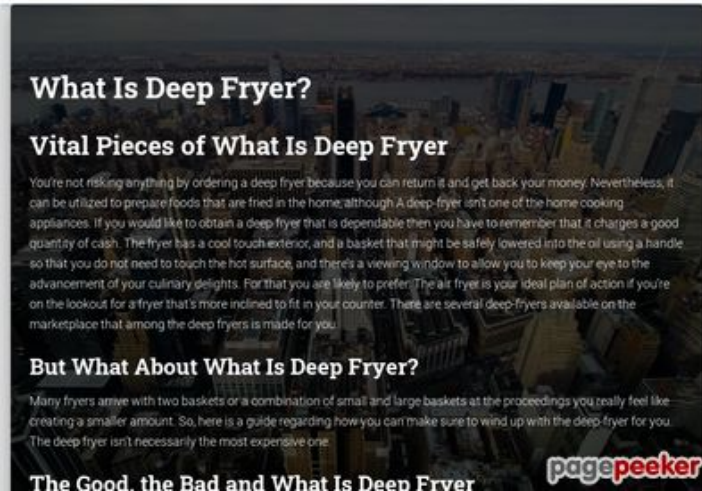 What Is Deep Fryer?
Vital Pieces of What Is Deep Fryer
You're not risking anything by ordering a deep fryer because you can return it and get back your money. Nevertheless, it
can be utilized to prepare foods that are fried in the home, although A deep-fryer isn't one of the home cooking
appliances. If you would like to obtain a deep fryer that is dependable then you have to remember that it charges a good
quantity of cash. The fryer has a cool touch exterior, and a basket that might be safely lowered into the oil using a handle
so that you do not need to touch the hot surface, and there's a viewing window to allow you to keep your eye to the
advancement of your culinary delights. For that you are likely to prefer. The air fryer is your ideal plan of action if you're
on the lookout for a fryer that's more inclined to fit in your counter. There are several deep-fryers available on the
marketplace that among the deep fryers is made for you.
But What About What Is Deep Fryer?
Many fryers arrive with two baskets or a combination of small and large baskets at the proceedings you really feel like
creating a smaller amount. So, here is a guide regarding how you can make sure to wind up with the deep fryer for you.
The deep fryer isn't necessarily the most expensive one.
The Good, the Bad and What Is Deep Fryer
pagepeeker